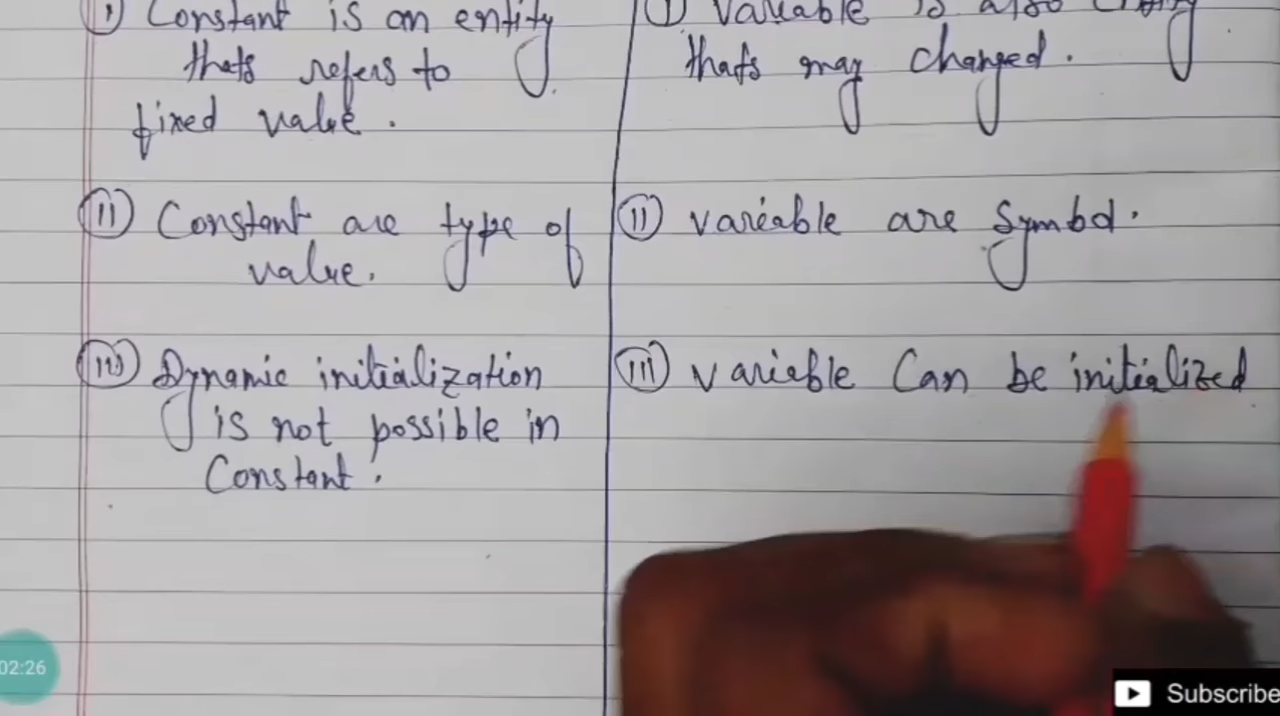 (i) Constant is an entity
thats refers to
fixed value.
(ii) Constant are type of
value.
(iii) Dynamic initialization
is not possible in
Constant.
(i) Variable is also
thats may changed.
(ii) variable are Symbol.
(iii) variable Can be initialized
02:26
Subscribe